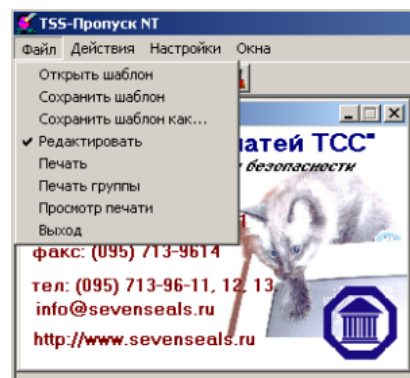 TSS-Пропуск NT
Файл Действия Настройки Окна
Открыть шаблон
Сохранить шаблон
Сохранить шаблон как...
Редактировать
Печать
Печать группы
Просмотр печати
Выход
ТСС"
безопасности
факс: (095) 713-9614
тел: (095) 713-96-11, 12, 13
info@sevenseals.ru
http://www.sevenseals.ru